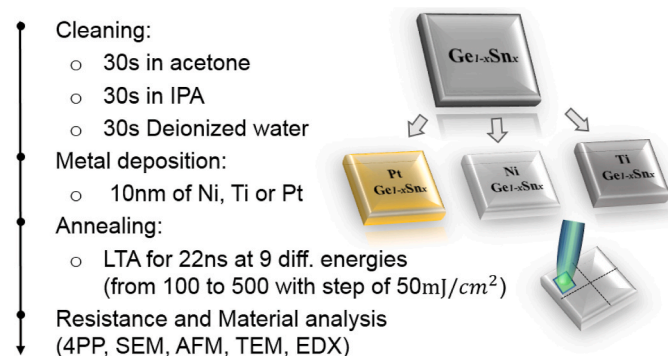 Cleaning:
o 30s in acetone
o 30s in IPA
o 30s Deionized water
Metal deposition:
o 10nm of Ni, Ti or Pt
Annealing:
o LTA for 22ns at 9 diff. energies
(from 100 to 500 with step of 50mJ/cm²)
Resistance and Material analysis
(4PP, SEM, AFM, TEM, EDX)
Ge₁₋ₓSnₓ
Pt
Ge₁₋ₓSnₓ
Ni
Ge₁₋ₓSnₓ
Ti
Ge₁₋ₓSnₓ